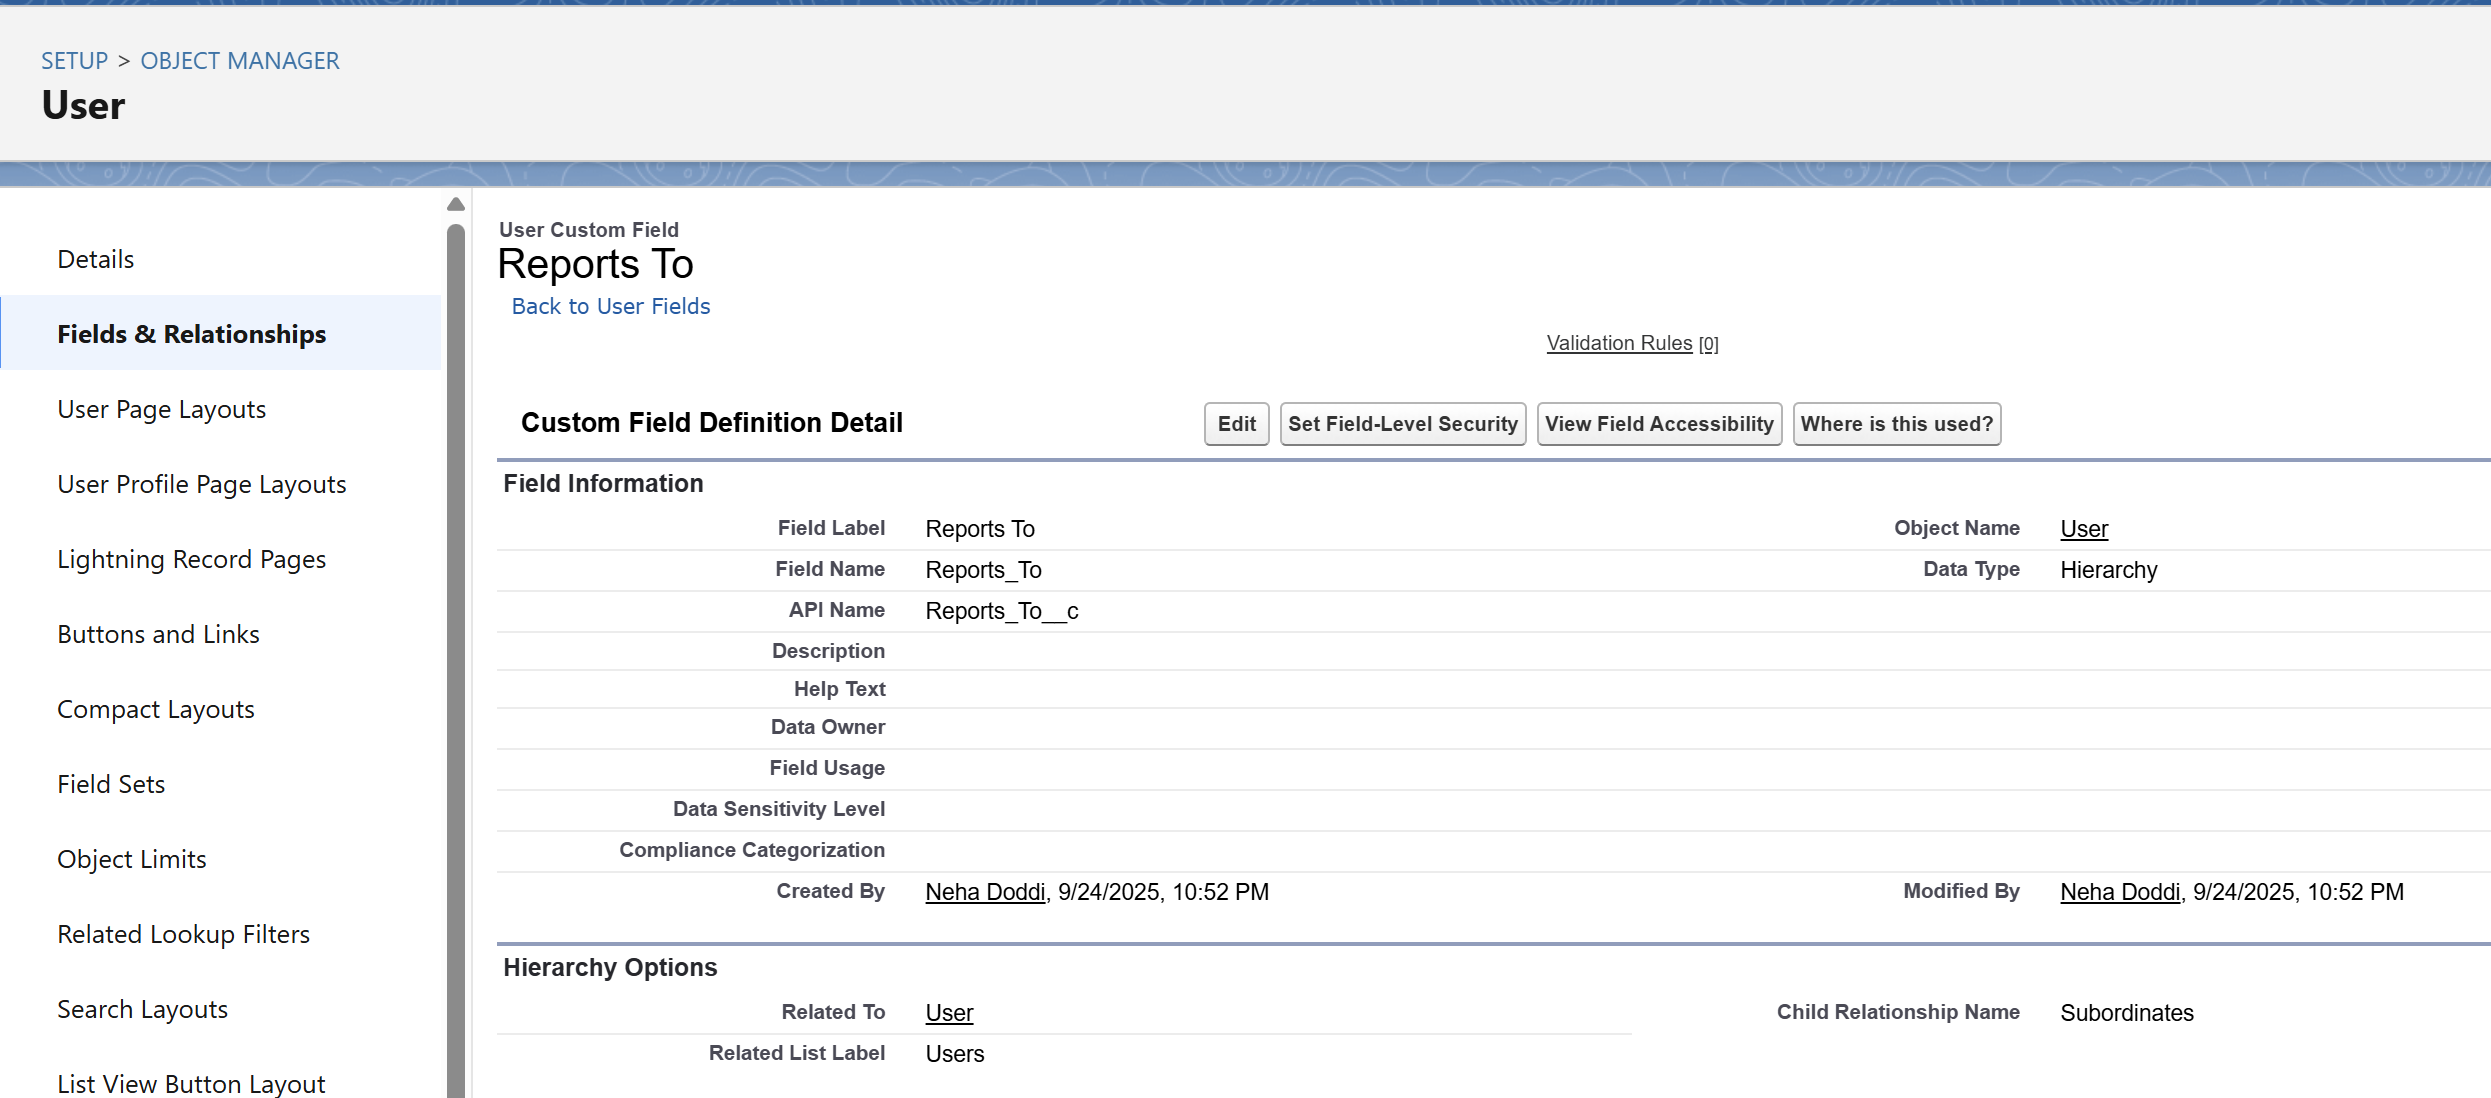 SETUP > OBJECT MANAGER
User
Details
Fields & Relationships
User Page Layouts
User Profile Page Layouts
Lightning Record Pages
Buttons and Links
Compact Layouts
Field Sets
Object Limits
Related Lookup Filters
Search Layouts
List View Button Layout
User Custom Field
Reports To
Back to User Fields
Validation Rules [0]
Custom Field Definition Detail Edit Set Field-Level Security View Field Accessibility Where is this used?
Field Information
Field Label Reports To Object Name User
Field Name Reports_To Data Type Hierarchy
API Name Reports_To__c
Description
Help Text
Data Owner
Field Usage
Data Sensitivity Level
Compliance Categorization
Created By Neha Doddi, 9/24/2025, 10:52 PM Modified By Neha Doddi, 9/24/2025, 10:52 PM
Hierarchy Options
Related To User Child Relationship Name Subordinates
Related List Label Users